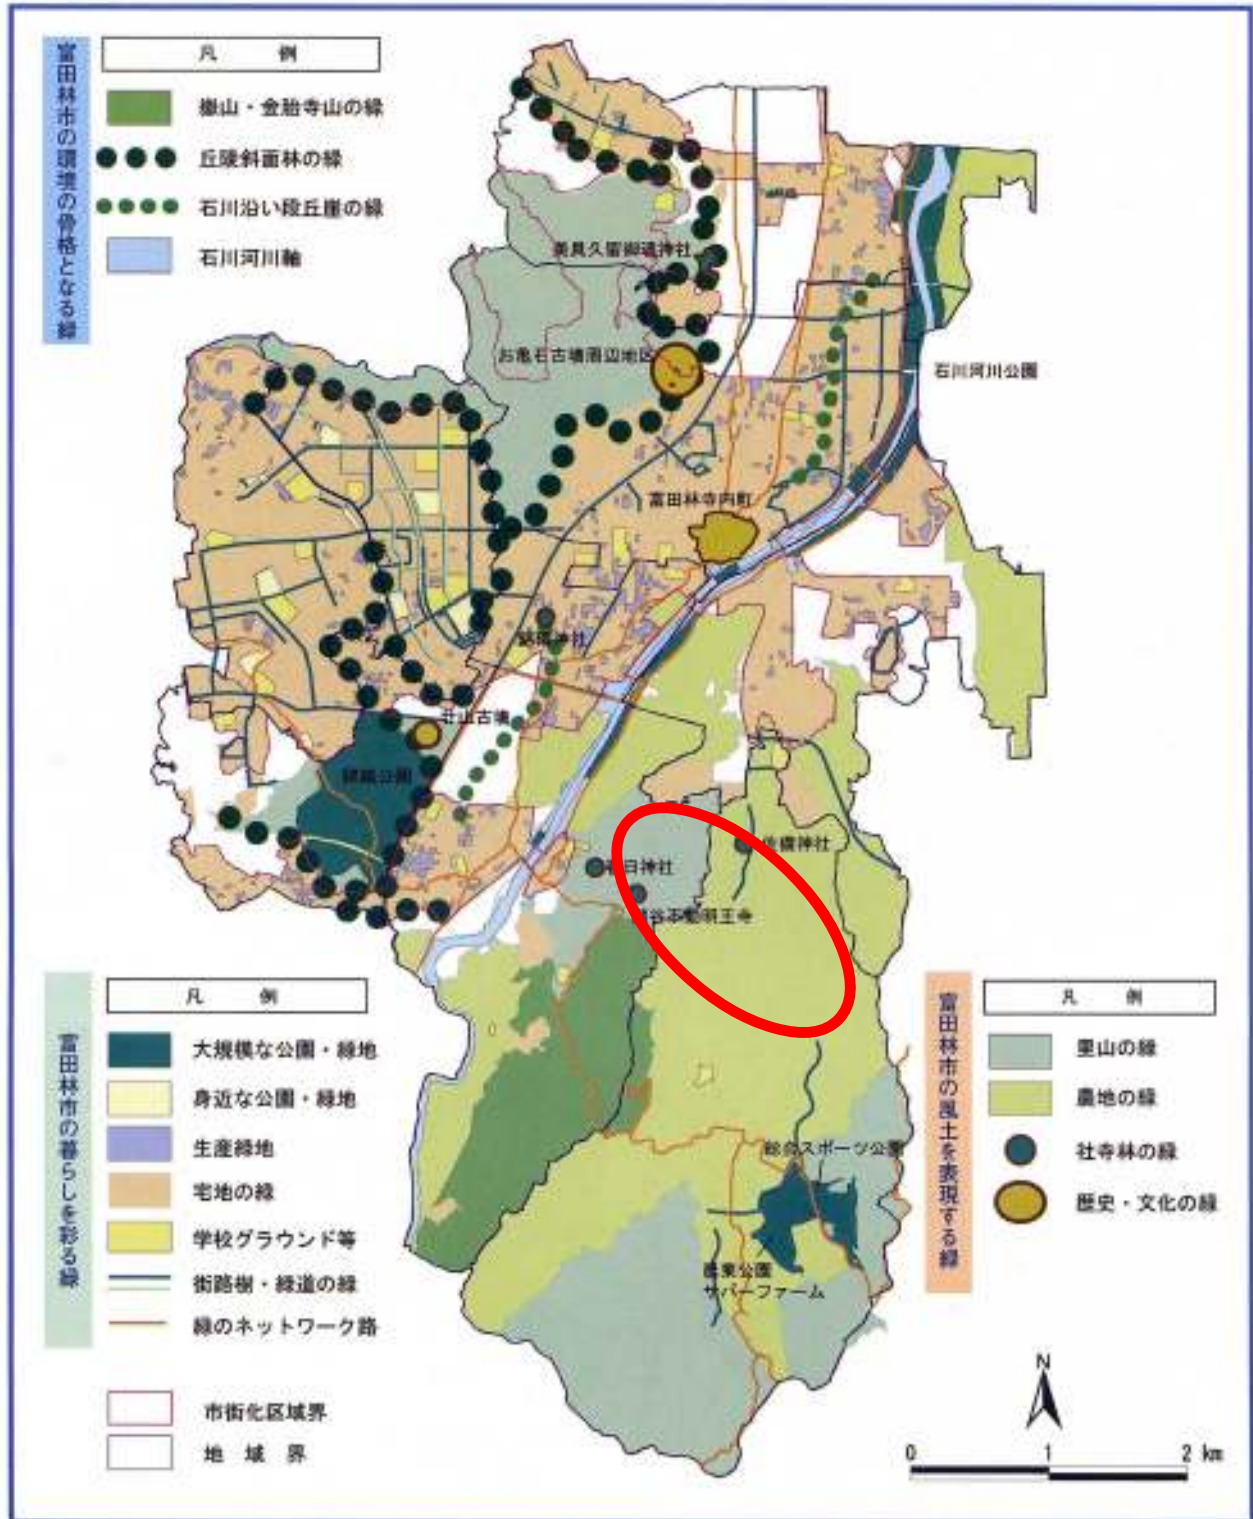 富田林市の環境の骨格となる緑
凡 例
嶽山・金胎寺山の緑
丘陵斜面林の緑
石川沿い段丘崖の緑
石川河川軸
美具久留御魂神社
お亀石古墳周辺地区
石川河川公園
富田林寺内町
錦織神社
廿山古墳
錦織公園
佐備神社
春日神社
滝谷不動明王寺
総合スポーツ公園
農業公園
サバーファーム
富田林市の暮らしを彩る緑
凡 例
大規模な公園・緑地
身近な公園・緑地
生産緑地
宅地の緑
学校グラウンド等
街路樹・緑道の緑
緑のネットワーク路
市街化区域界
地 域 界
富田林市の風土を表現する緑
凡 例
里山の緑
農地の緑
社寺林の緑
歴史・文化の緑
N
0 1 2 km